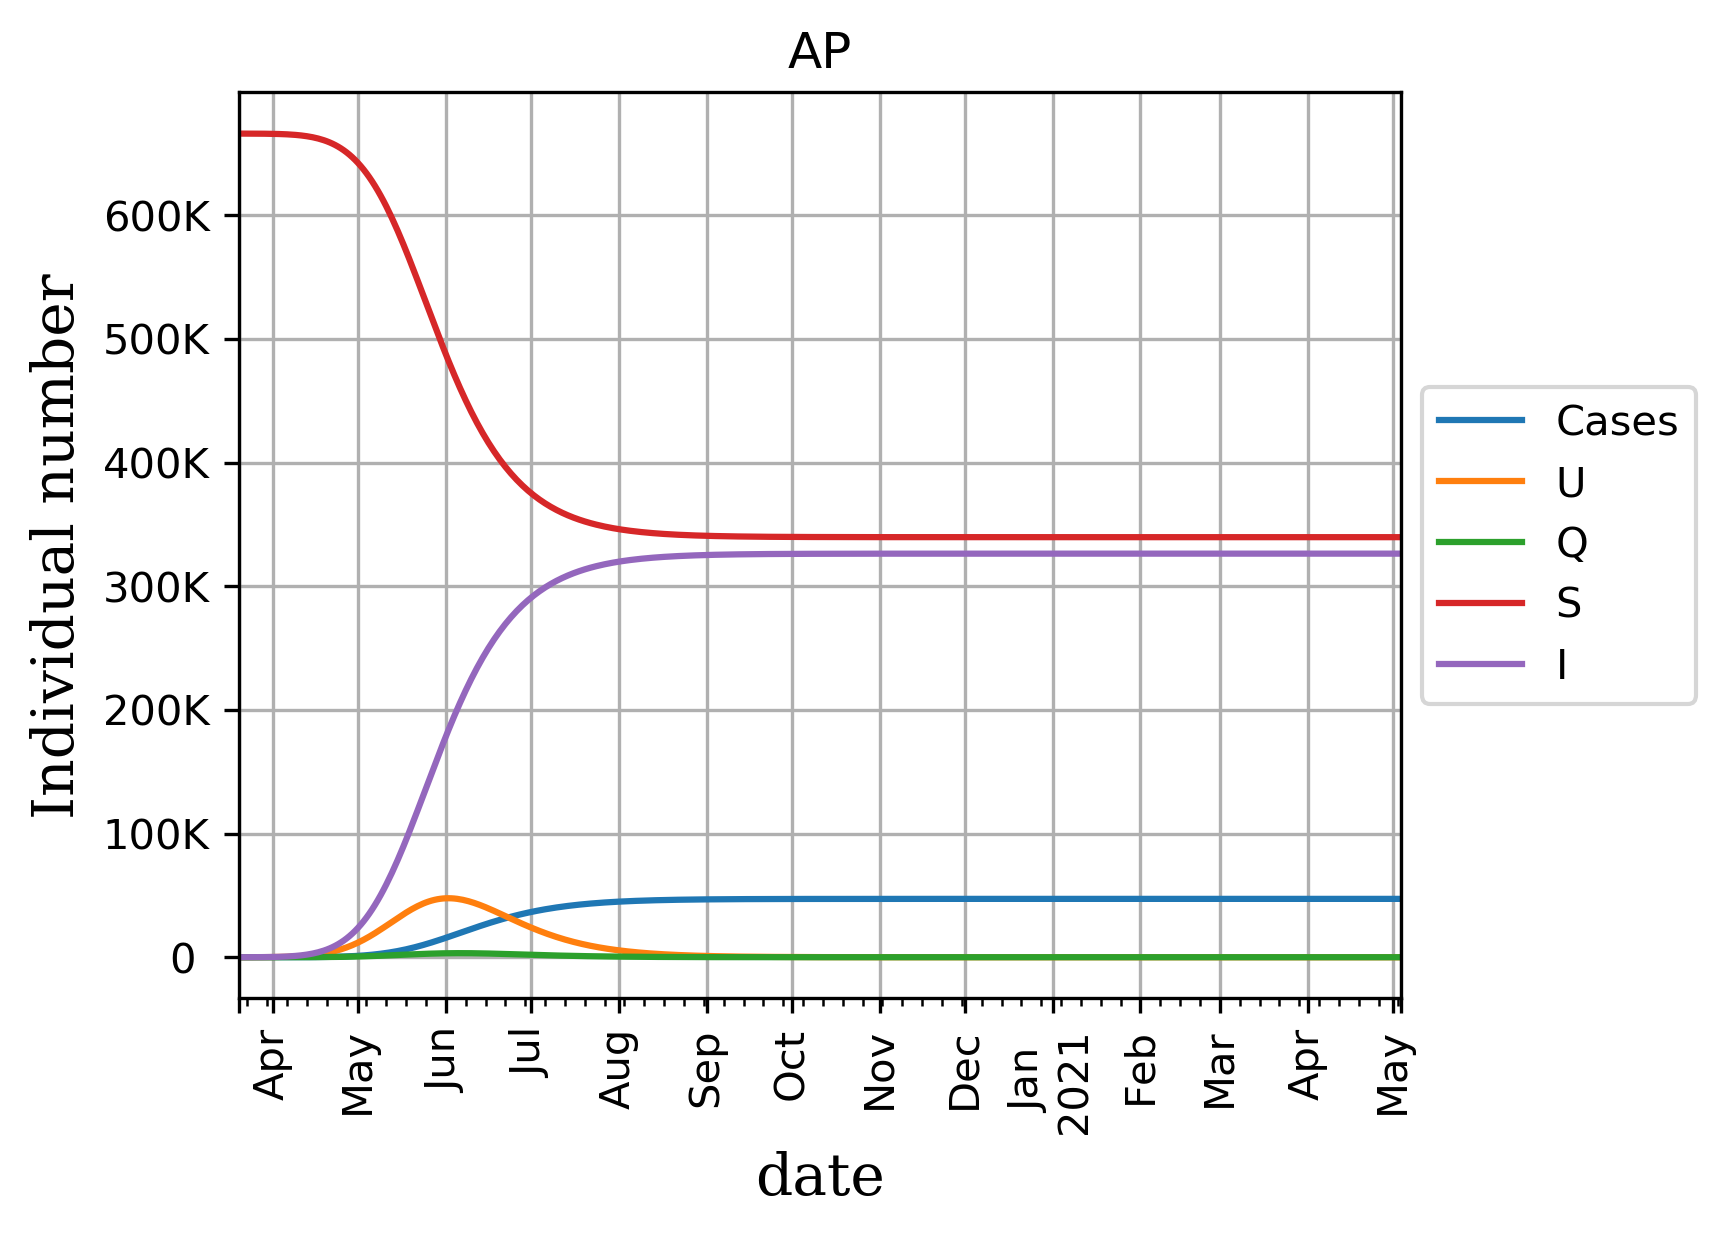 AP
Individual number
600K
500K
400K
300K
200K
100K
0
Apr
May
Jun
Jul
Aug
Sep
Oct
Nov
Dec
Jan
2021
Feb
Mar
Apr
May
date
Cases
U
Q
S
I